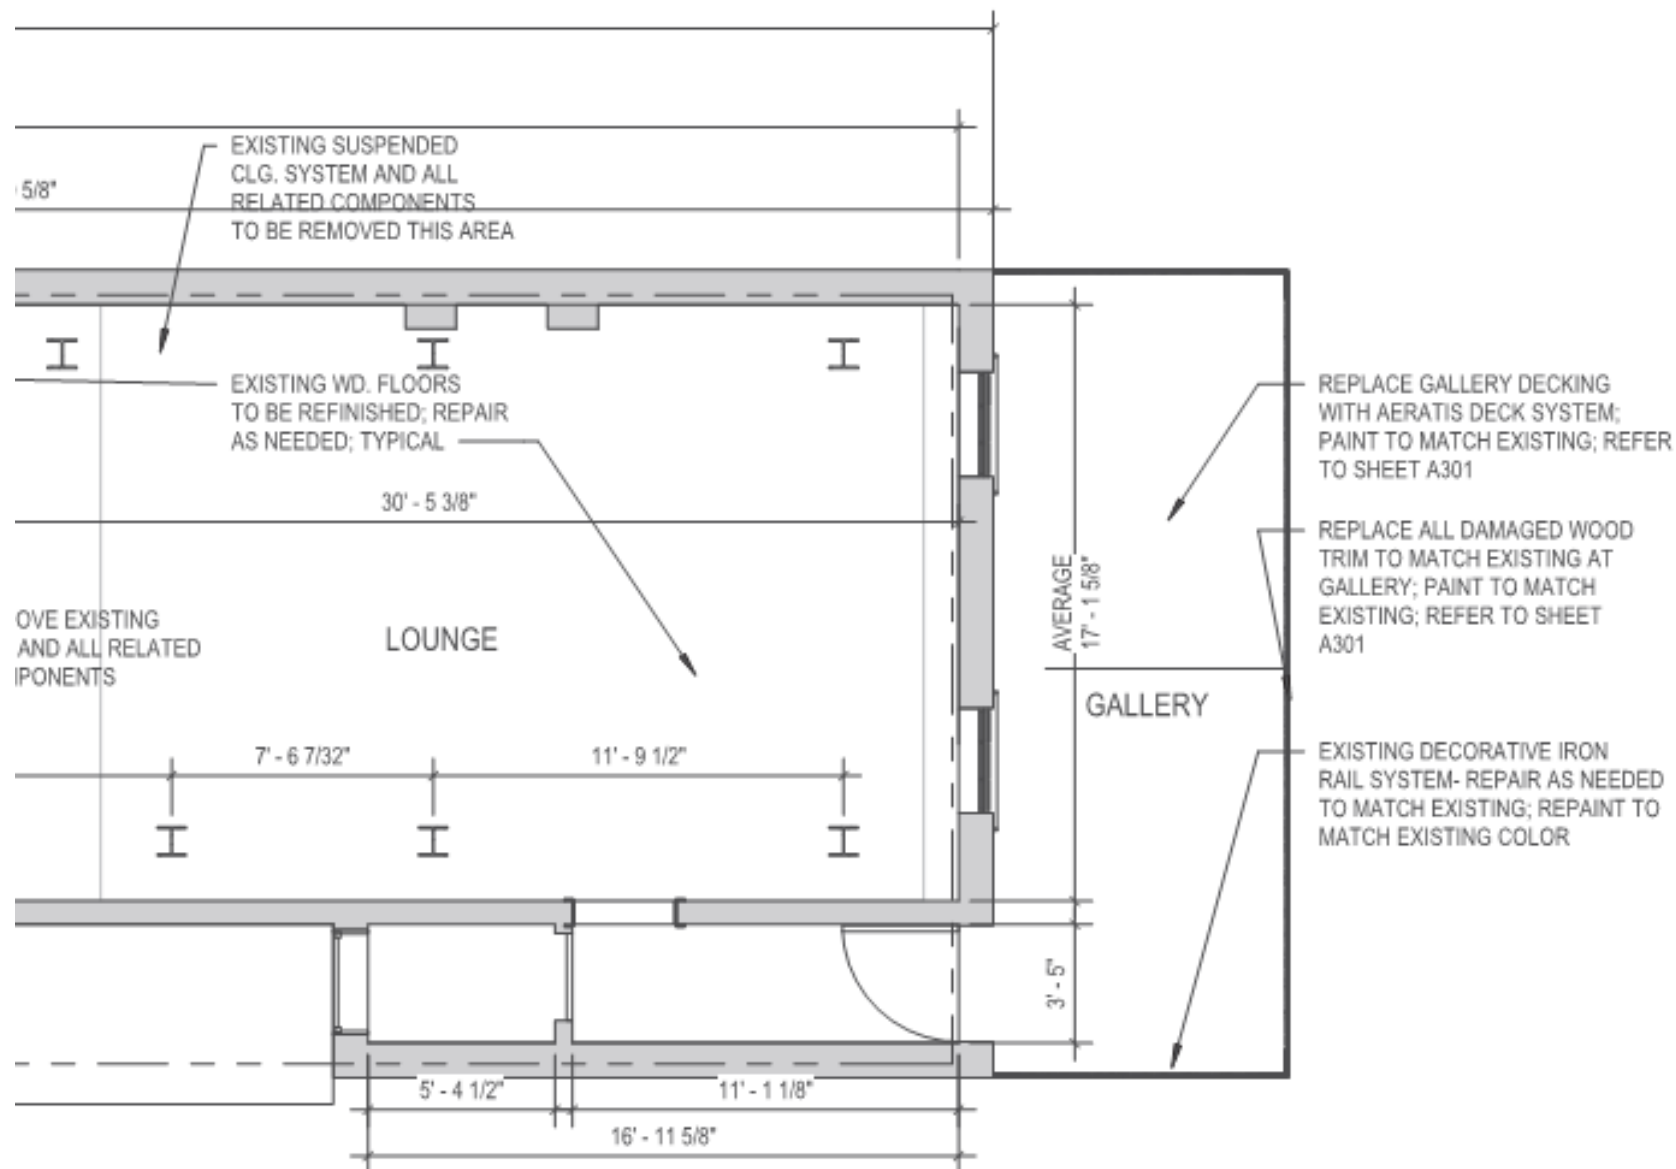 EXISTING SUSPENDED
CLG. SYSTEM AND ALL
RELATED COMPONENTS
TO BE REMOVED THIS AREA
5/8"
EXISTING WD. FLOORS
TO BE REFINISHED; REPAIR
AS NEEDED; TYPICAL
30' - 5 3/8"
OVE EXISTING
AND ALL RELATED
PONENTS
LOUNGE
7' - 6 7/32"
11' - 9 1/2"
AVERAGE
17' - 1 5/8"
GALLERY
3' - 5"
5' - 4 1/2"
11' - 1 1/8"
16' - 11 5/8"
REPLACE GALLERY DECKING
WITH AERATIS DECK SYSTEM;
PAINT TO MATCH EXISTING; REFER
TO SHEET A301
REPLACE ALL DAMAGED WOOD
TRIM TO MATCH EXISTING AT
GALLERY; PAINT TO MATCH
EXISTING; REFER TO SHEET
A301
EXISTING DECORATIVE IRON
RAIL SYSTEM- REPAIR AS NEEDED
TO MATCH EXISTING; REPAINT TO
MATCH EXISTING COLOR